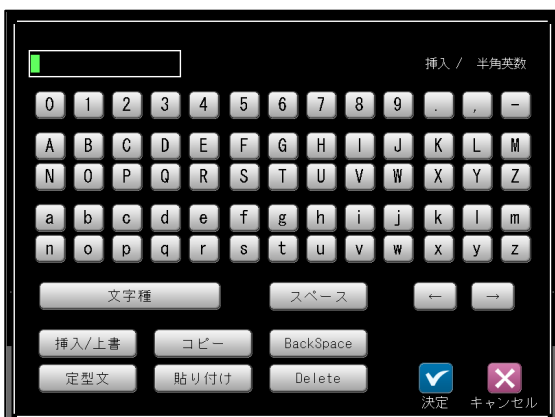 挿入 / 半角英数
0 1 2 3 4 5 6 7 8 9 . , -
A B C D E F G H I J K L M
N O P Q R S T U V W X Y Z
a b c d e f g h i j k l m
n o p q r s t u v w x y z
文字種 スペース ← →
挿入/上書 コピー BackSpace
定型文 貼り付け Delete
決定 キャンセル